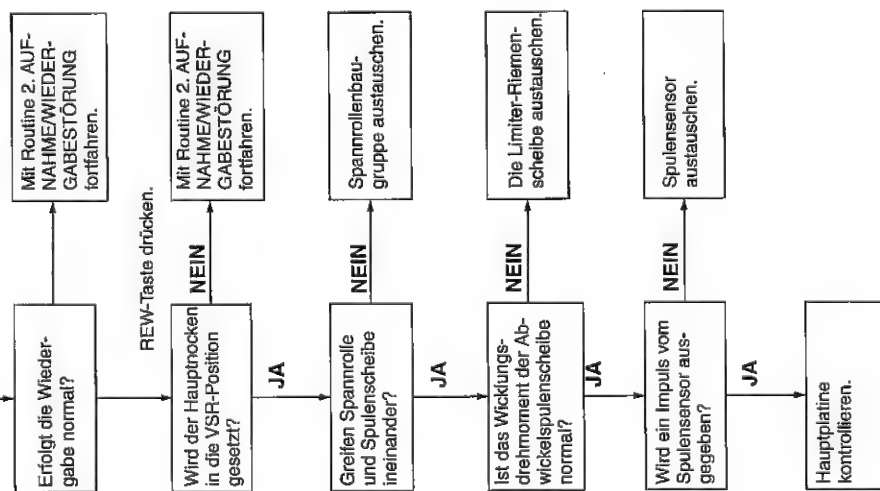 Erfolgt die Wieder-
gabe normal?
Mit Routine 2. AUF-
NAHME/WIEDER-
GABESTÖRUNG
fortfahren.
REW-Taste drücken.
Wird der Hauptnocken
in die VSR-Position
gesetzt?
NEIN
Mit Routine 2. AUF-
NAHME/WIEDER-
GABESTÖRUNG
fortfahren.
JA
Greifen Spannrolle
und Spulenscheibe
ineinander?
NEIN
Spannrollenbau-
gruppe austauschen.
JA
Ist das Wicklungs-
drehmoment der Ab-
wickelspulenscheibe
normal?
NEIN
Die Limiter-Riemen-
scheibe austauschen.
JA
Wird ein Impuls vom
Spulensensor aus-
gegeben?
NEIN
Spulensensor
austauschen.
JA
Hauptplatine
kontrollieren.